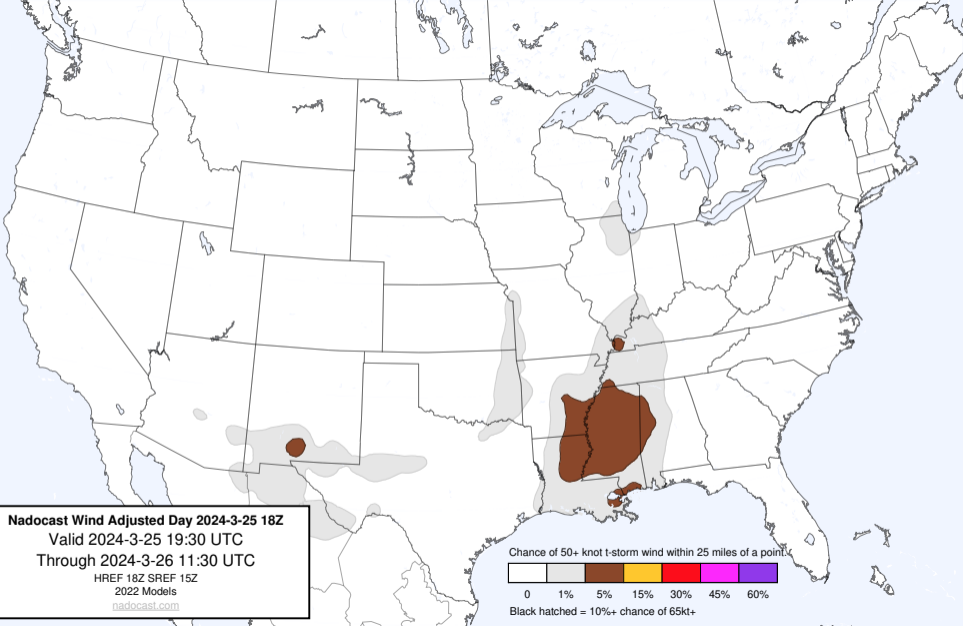 Nadocast Wind Adjusted Day 2024-3-25 18Z
Valid 2024-3-25 19:30 UTC
Through 2024-3-26 11:30 UTC
HREF 18Z SREF 15Z
2022 Models
nadocast.com
Chance of 50+ knot t-storm wind within 25 miles of a point.
0 1% 5% 15% 30% 45% 60%
Black hatched = 10%+ chance of 65kt+